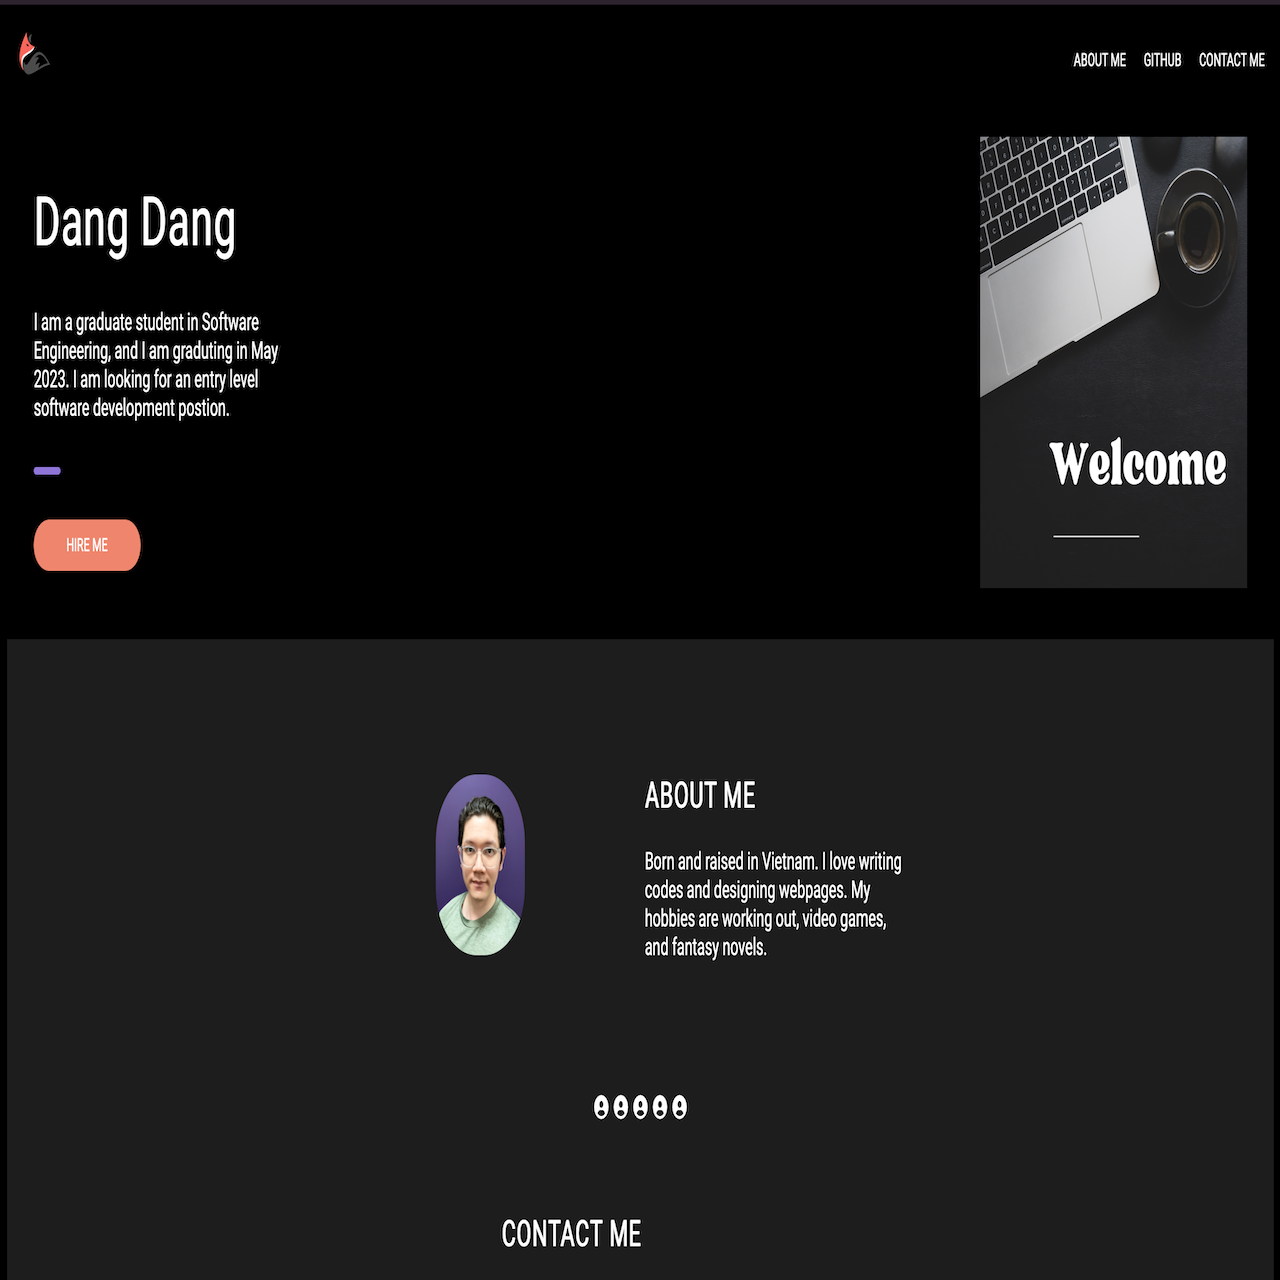 ABOUT ME GITHUB CONTACT ME
Dang Dang
I am a graduate student in Software
Engineering, and I am graduting in May
2023. I am looking for an entry level
software development postion.
HIRE ME
Welcome
ABOUT ME
Born and raised in Vietnam. I love writing
codes and designing webpages. My
hobbies are working out, video games,
and fantasy novels.
CONTACT ME